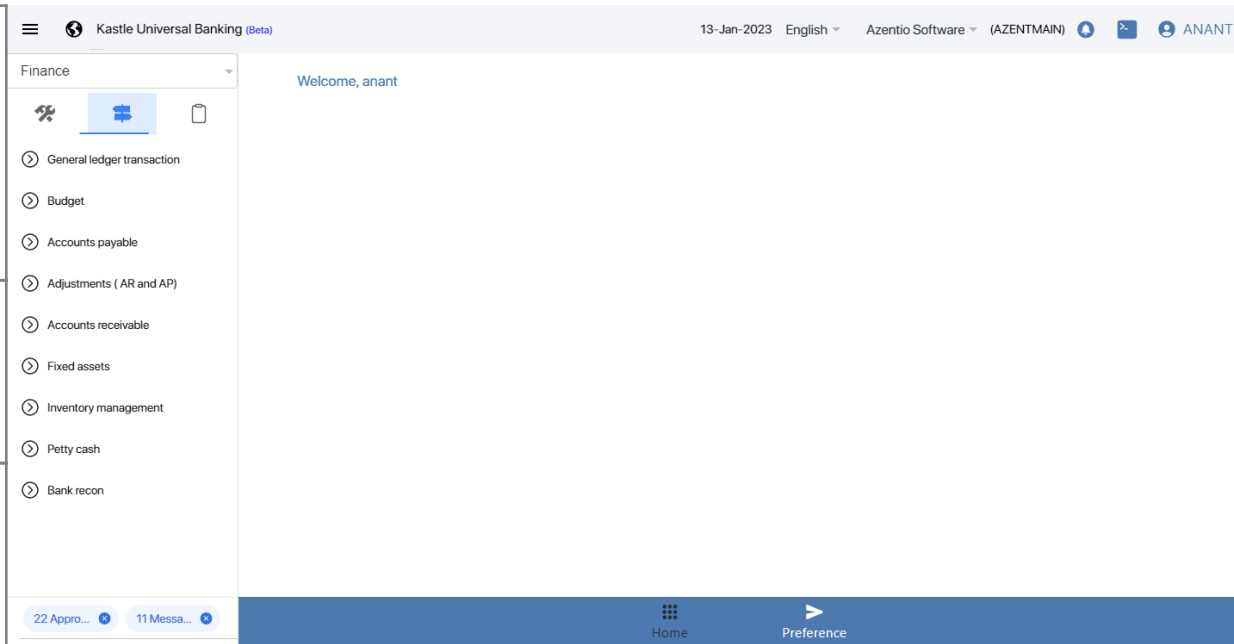 Kastle Universal Banking (Beta)
13-Jan-2023 English Azentio Software (AZENTMAIN) ANANT
Finance
Welcome, anant
General ledger transaction
Budget
Accounts payable
Adjustments ( AR and AP)
Accounts receivable
Fixed assets
Inventory management
Petty cash
Bank recon
22 Appro... 11 Messa...
Home Preference